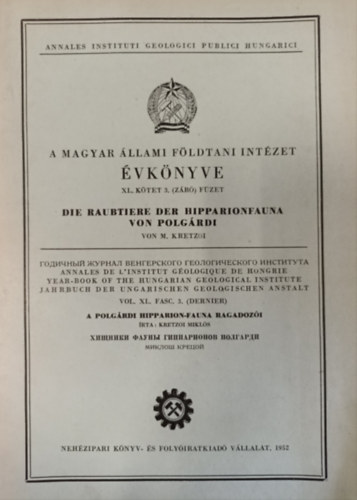 ANNALES INSTITUTI GEOLOGICI PUBLICI HUNGARICI
A MAGYAR ÁLLAMI FÖLDTANI INTÉZET
ÉVKÖNYVE
XL. KÖTET 3. (ZÁRÓ) FÜZET
DIE RAUBTIERE DER HIPPARIONFAUNA
VON POLGÁRDI
VON M. KRETZOI
ГОДИЧНЫЙ ЖУРНАЛ ВЕНГЕРСКОГО ГЕОЛОГИЧЕСКОГО ИНСТИТУТА
ANNALES DE L'INSTITUT GÉOLOGIQUE DE HONGRIE
YEAR-BOOK OF THE HUNGARIAN GEOLOGICAL INSTITUTE
JAHRBUCH DER UNGARISCHEN GEOLOGISCHEN ANSTALT
VOL. XL. FASC. 3. (DERNIER)
A POLGÁRDI HIPPARION-FAUNA RAGADOZÓI
ÍRTA: KRETZOI MIKLÓS
ХИЩНИКИ ФАУНЫ ГИППАРИОНОВ ПОЛГАРДИ
МИКЛОШ КРЕЦОЙ
NEHÉZIPARI KÖNYV- ÉS FOLYÓIRATKIADÓ VÁLLALAT, 1952